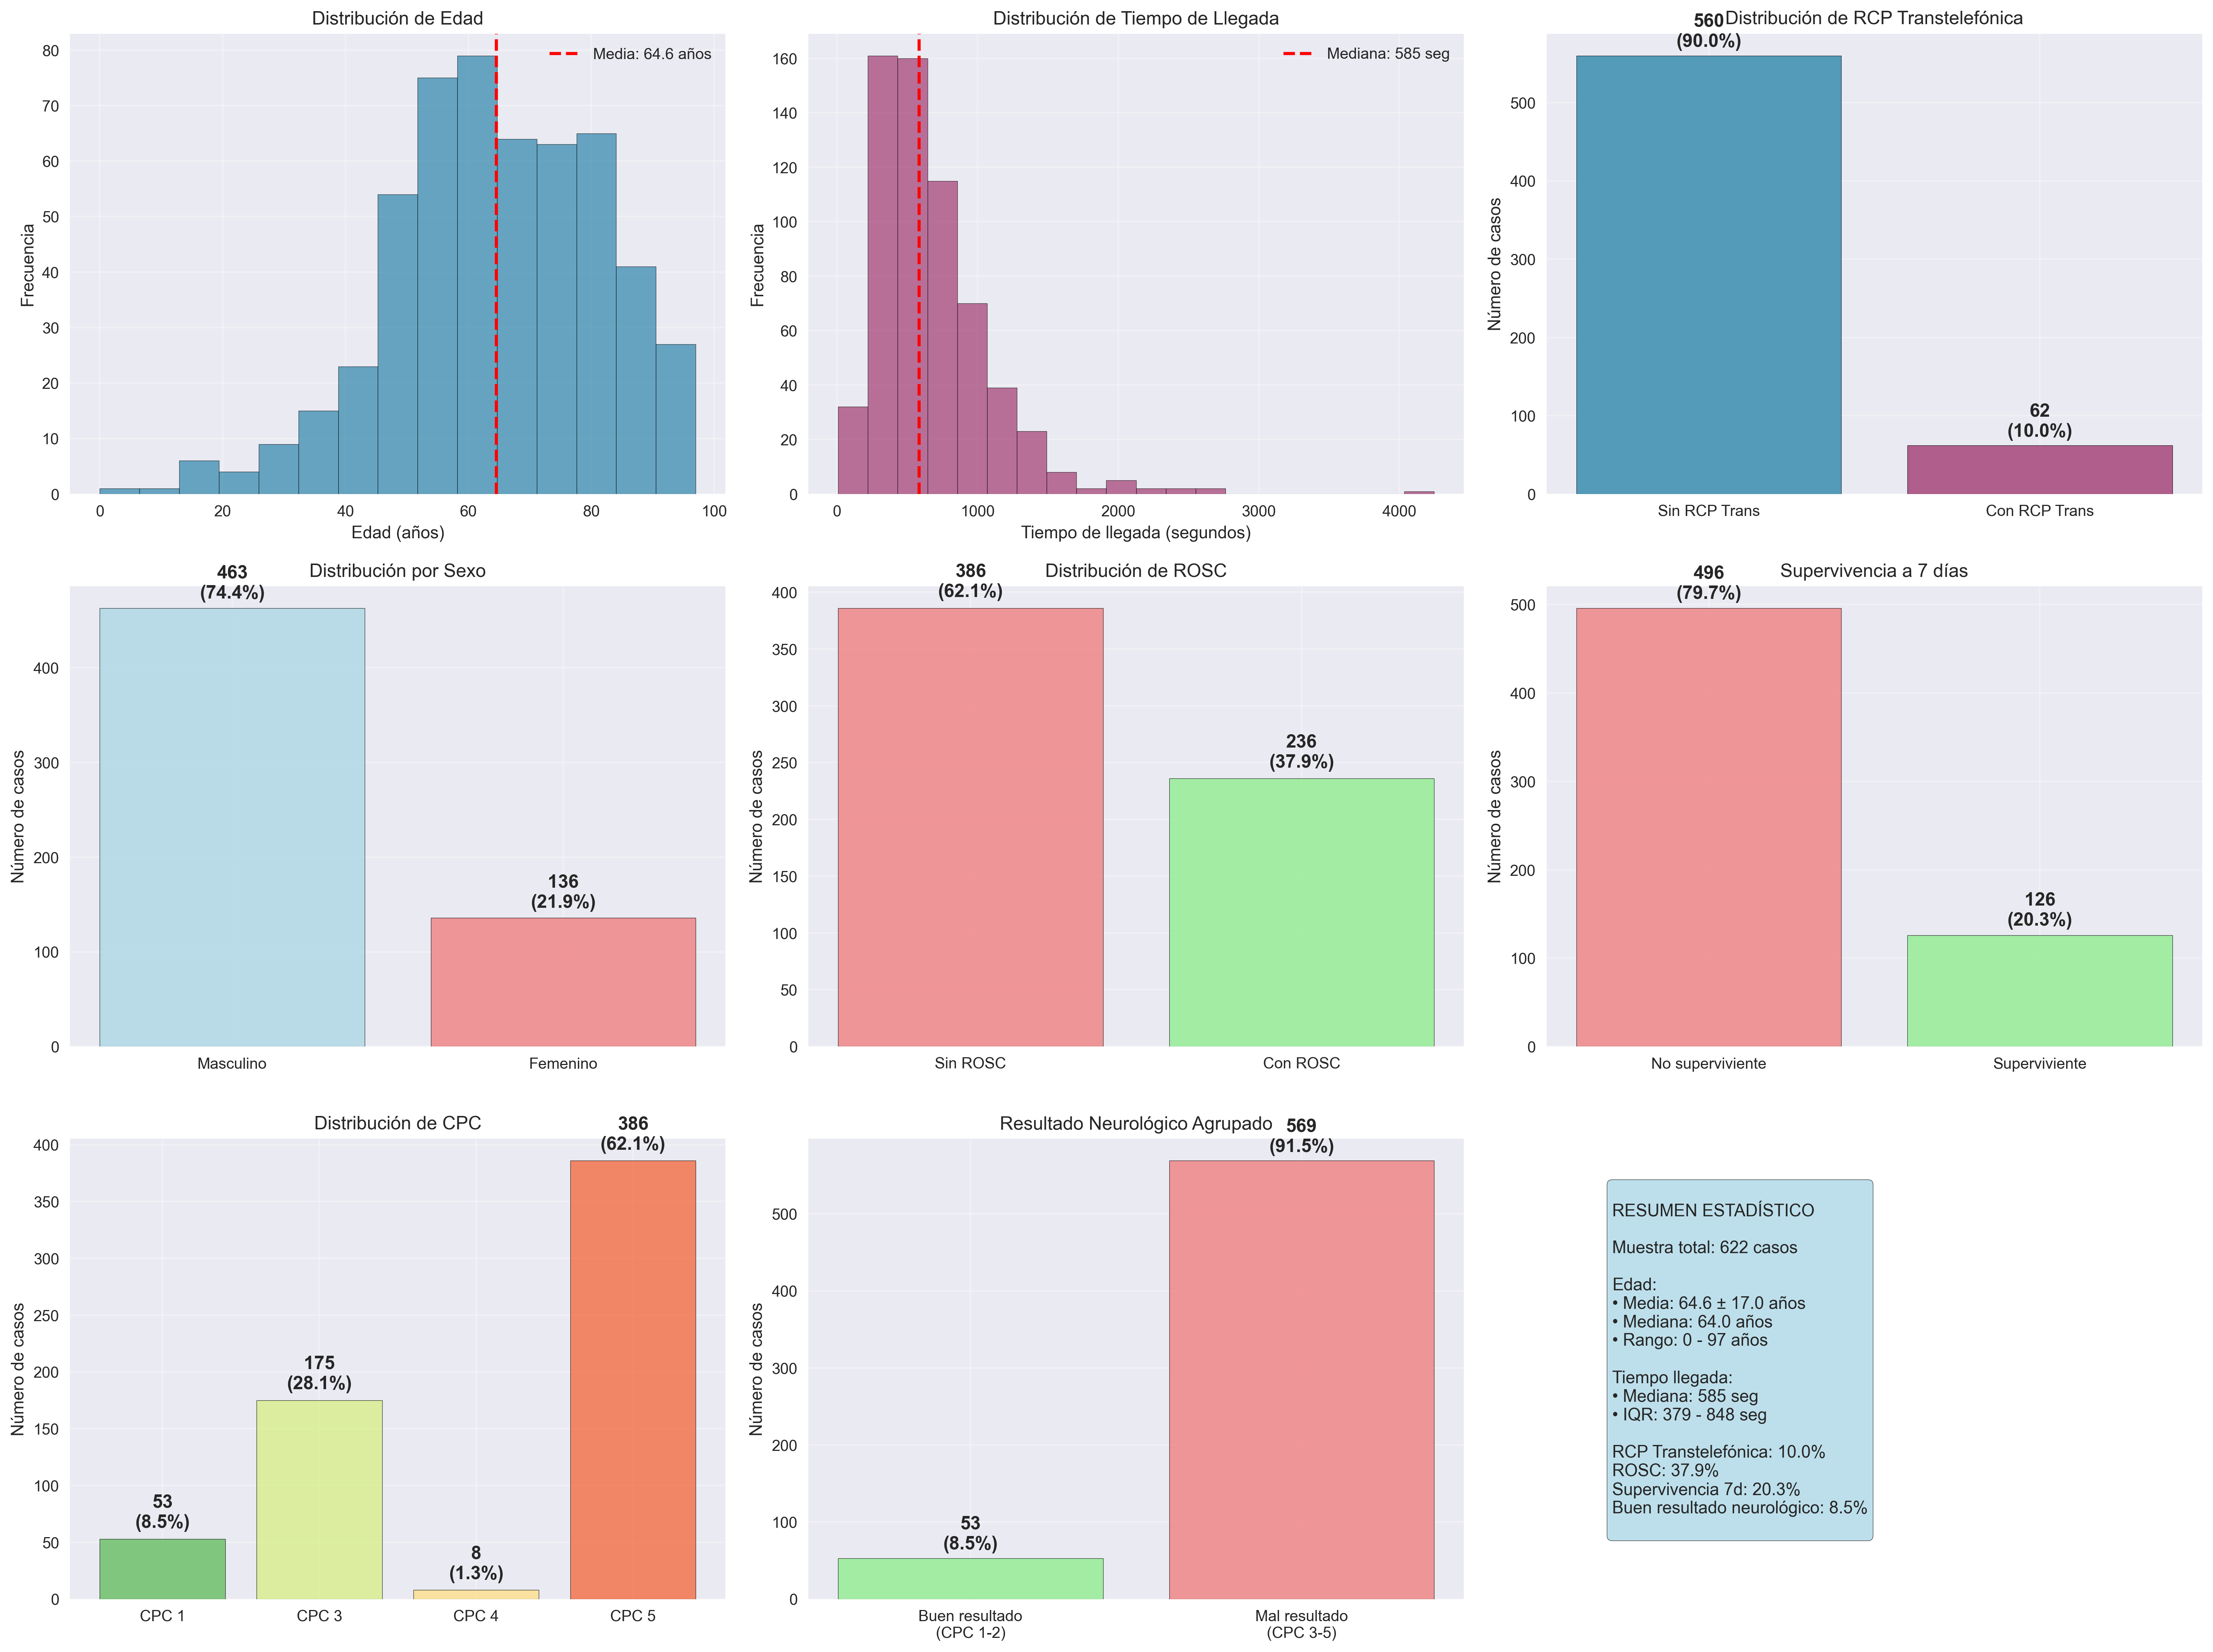 Distribución de Edad
Media: 64.6 años
80
70
60
50
40
30
20
10
0
Frecuencia
0
20
40
60
80
100
Edad (años)
Distribución de Tiempo de Llegada
Mediana: 585 seg
160
140
120
100
80
60
40
20
0
Frecuencia
0
1000
2000
3000
4000
Tiempo de llegada (segundos)
Distribución de RCP Transtelefónica
560
(90.0%)
62
(10.0%)
500
400
300
200
100
0
Número de casos
Sin RCP Trans
Con RCP Trans
Distribución por Sexo
463
(74.4%)
136
(21.9%)
400
300
200
100
0
Número de casos
Masculino
Femenino
Distribución de ROSC
386
(62.1%)
236
(37.9%)
400
350
300
250
200
150
100
50
0
Número de casos
Sin ROSC
Con ROSC
Supervivencia a 7 días
496
(79.7%)
126
(20.3%)
500
400
300
200
100
0
Número de casos
No superviviente
Superviviente
Distribución de CPC
53
(8.5%)
175
(28.1%)
8
(1.3%)
386
(62.1%)
400
350
300
250
200
150
100
50
0
Número de casos
CPC 1
CPC 3
CPC 4
CPC 5
Resultado Neurológico Agrupado
53
(8.5%)
569
(91.5%)
500
400
300
200
100
0
Número de casos
Buen resultado
(CPC 1-2)
Mal resultado
(CPC 3-5)
RESUMEN ESTADÍSTICO
Muestra total: 622 casos
Edad:
• Media: 64.6 ± 17.0 años
• Mediana: 64.0 años
• Rango: 0 - 97 años
Tiempo llegada:
• Mediana: 585 seg
• IQR: 379 - 848 seg
RCP Transtelefónica: 10.0%
ROSC: 37.9%
Supervivencia 7d: 20.3%
Buen resultado neurológico: 8.5%